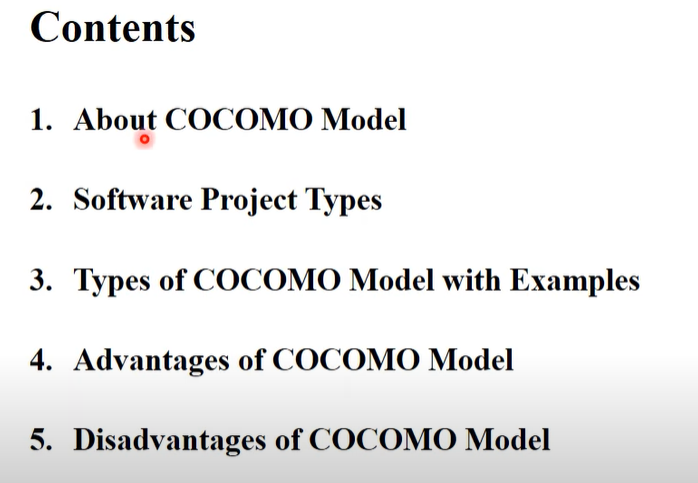 Contents
1. About COCOMO Model
2. Software Project Types
3. Types of COCOMO Model with Examples
4. Advantages of COCOMO Model
5. Disadvantages of COCOMO Model